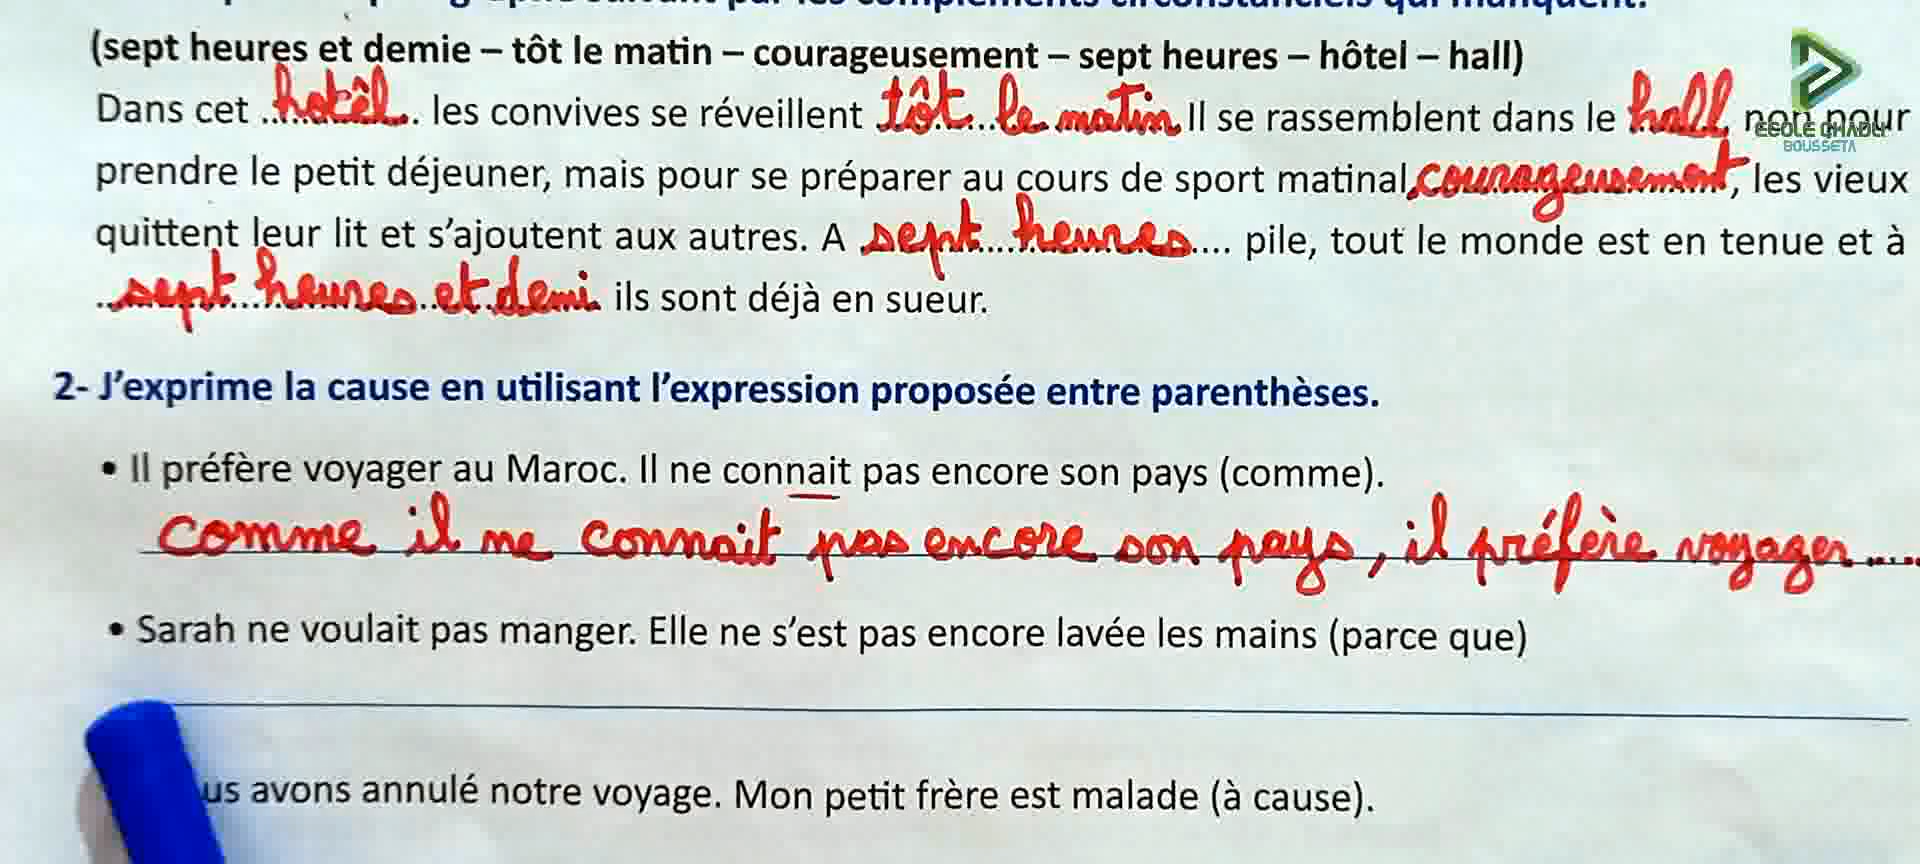 (sept heures et demie – tôt le matin – courageusement – sept heures – hôtel – hall)
Dans cet hotêl les convives se réveillent tôt le matin Il se rassemblent dans le hall non pour
prendre le petit déjeuner, mais pour se préparer au cours de sport matinal, courageusement, les vieux
quittent leur lit et s'ajoutent aux autres. A sept heures pile, tout le monde est en tenue et à
sept heures et demi ils sont déjà en sueur.
2- J'exprime la cause en utilisant l'expression proposée entre parenthèses.
• Il préfère voyager au Maroc. Il ne connait pas encore son pays (comme).
comme il ne connait pas encore son pays, il préfère voyager ....
• Sarah ne voulait pas manger. Elle ne s'est pas encore lavée les mains (parce que)
us avons annulé notre voyage. Mon petit frère est malade (à cause).
ECOLE CHADLI
BOUSSETA